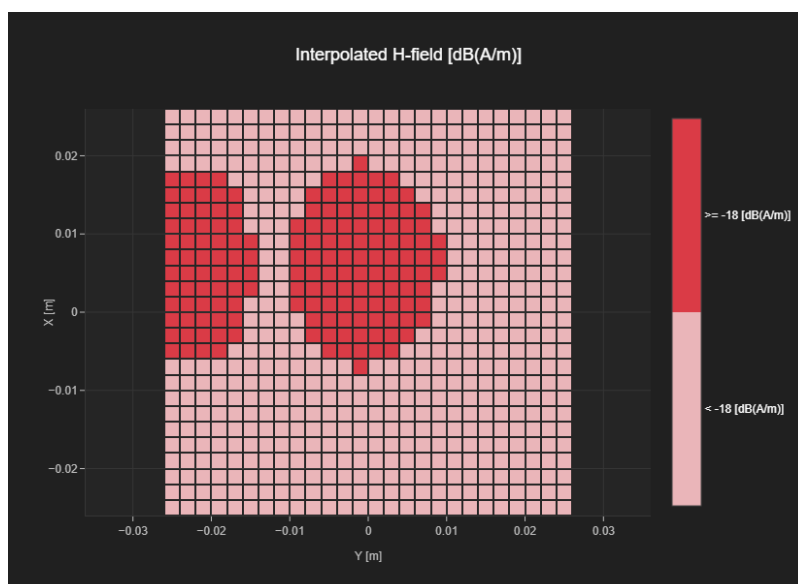 Interpolated H-field [dB(A/m)]
0.02
0.01
0
−0.01
−0.02
X [m]
−0.03
−0.02
−0.01
0
0.01
0.02
0.03
Y [m]
>= -18 [dB(A/m)]
< -18 [dB(A/m)]